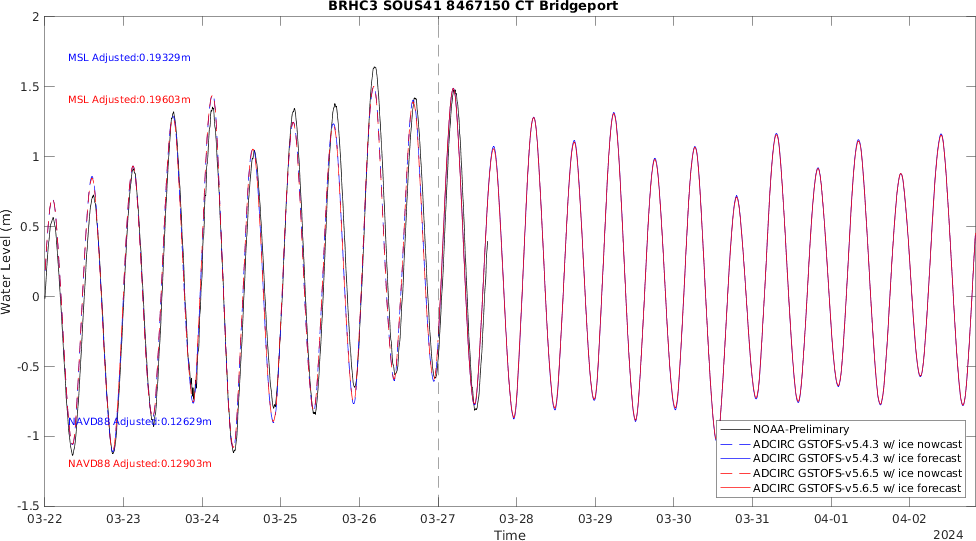 BRHC3 SOUS41 8467150 CT Bridgeport
2
1.5
1
0.5
0
-0.5
-1
-1.5
Water Level (m)
MSL Adjusted:0.19329m
MSL Adjusted:0.19603m
NAVD88 Adjusted:0.12629m
NAVD88 Adjusted:0.12903m
NOAA-Preliminary
ADCIRC GSTOFS-v5.4.3 w/ ice nowcast
ADCIRC GSTOFS-v5.4.3 w/ ice forecast
ADCIRC GSTOFS-v5.6.5 w/ ice nowcast
ADCIRC GSTOFS-v5.6.5 w/ ice forecast
03-22 03-23 03-24 03-25 03-26 03-27 03-28 03-29 03-30 03-31 04-01 04-02
Time
2024